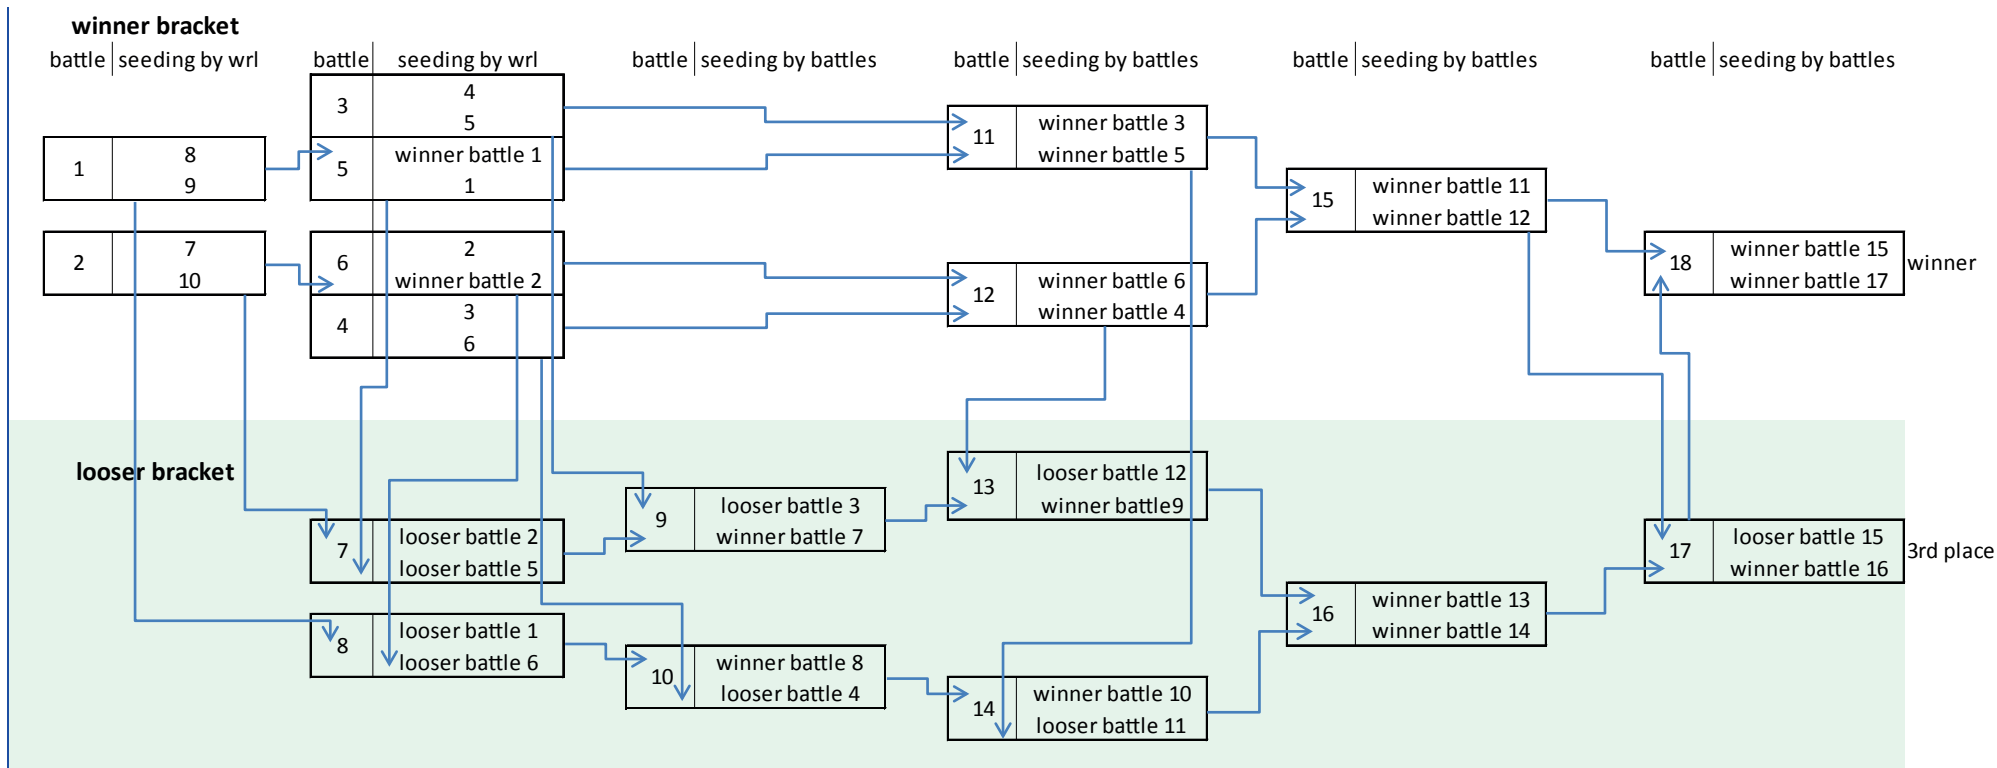 winner bracket
battle seeding by wrl battle seeding by wrl battle seeding by battles battle seeding by battles battle seeding by battles battle seeding by battles
1
8
9
2
7
10
3
4
5
5
winner battle 1
1
6
2
winner battle 2
4
3
6
11
winner battle 3
winner battle 5
12
winner battle 6
winner battle 4
15
winner battle 11
winner battle 12
18
winner battle 15
winner battle 17
winner
looser bracket
7
looser battle 2
looser battle 5
8
looser battle 1
looser battle 6
9
looser battle 3
winner battle 7
10
winner battle 8
looser battle 4
13
looser battle 12
winner battle9
14
winner battle 10
looser battle 11
16
winner battle 13
winner battle 14
17
looser battle 15
winner battle 16
3rd place